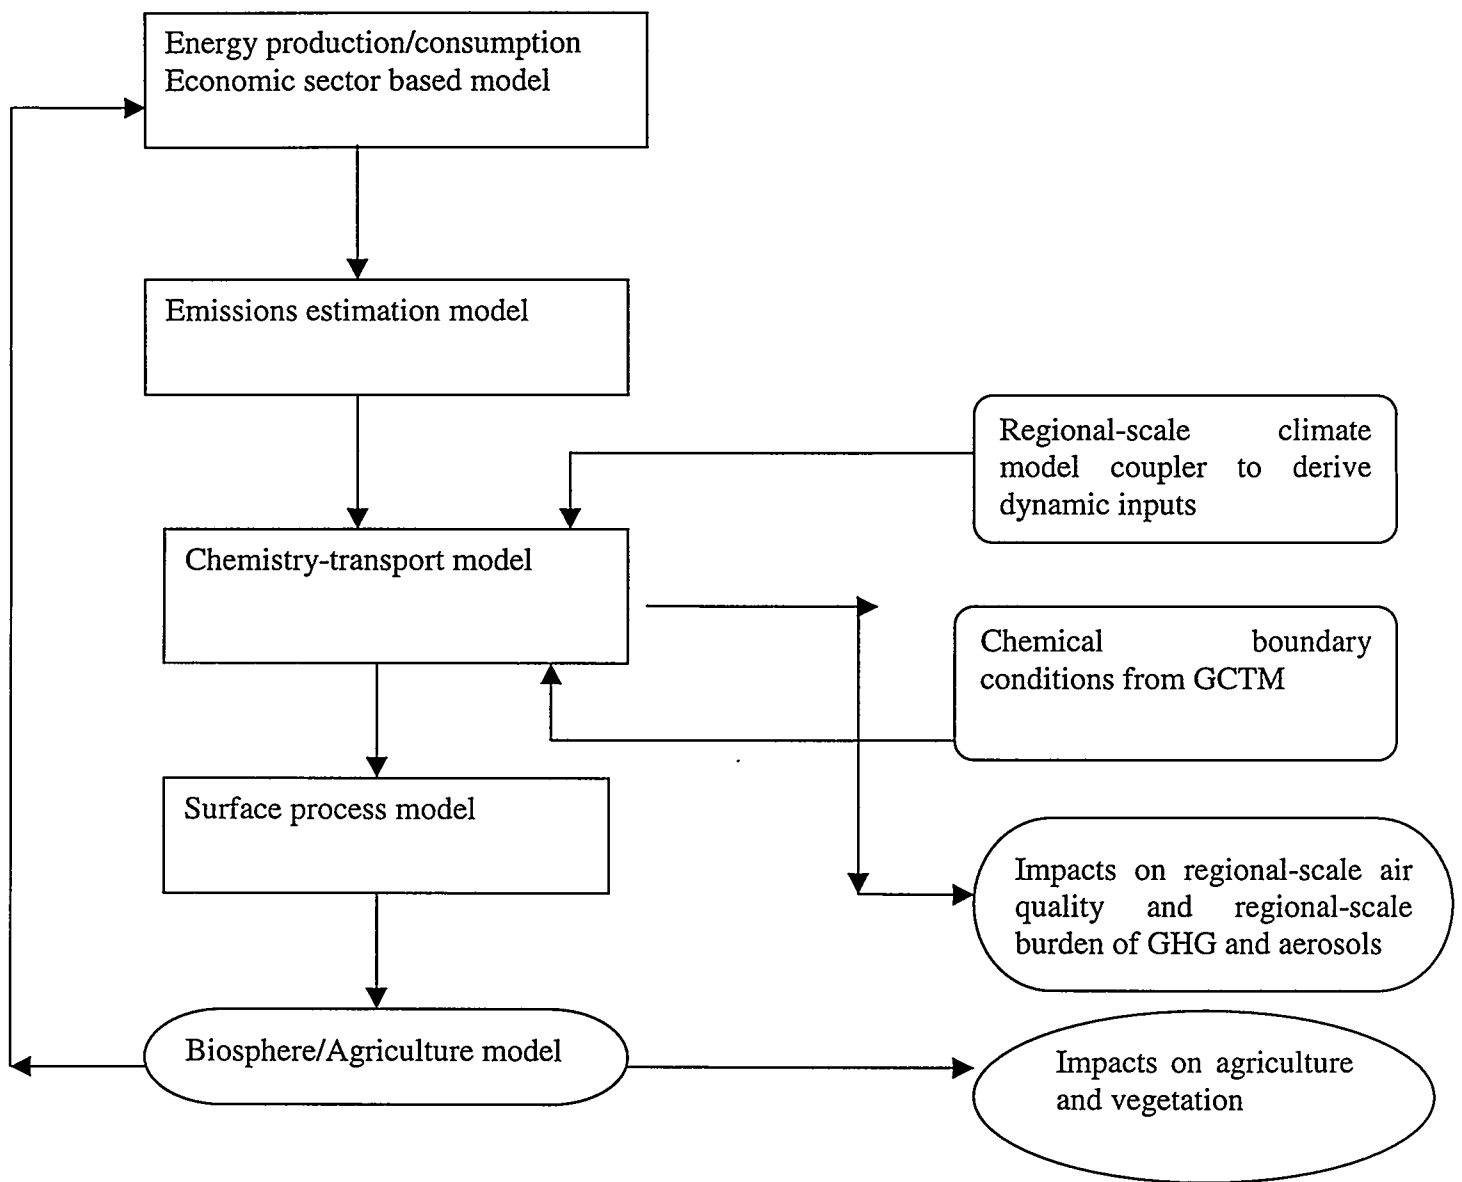 Energy production/consumption
Economic sector based model
Emissions estimation model
Regional-scale climate
model coupler to derive
dynamic inputs
Chemistry-transport model
Chemical boundary
conditions from GCTM
Surface process model
Impacts on regional-scale air
quality and regional-scale
burden of GHG and aerosols
Biosphere/Agriculture model
Impacts on agriculture
and vegetation